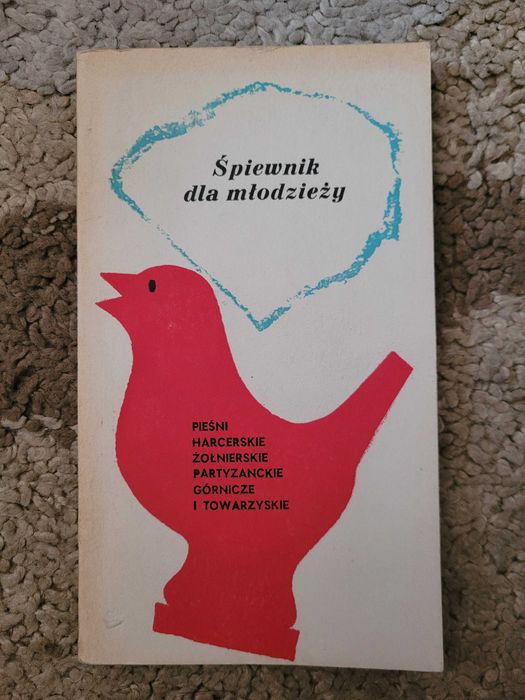 Śpiewnik
dla młodzieży
PIEŚNI
HARCERSKIE
ŻOŁNIERSKIE
PARTYZANCKIE
GÓRNICZE
I TOWARZYSKIE